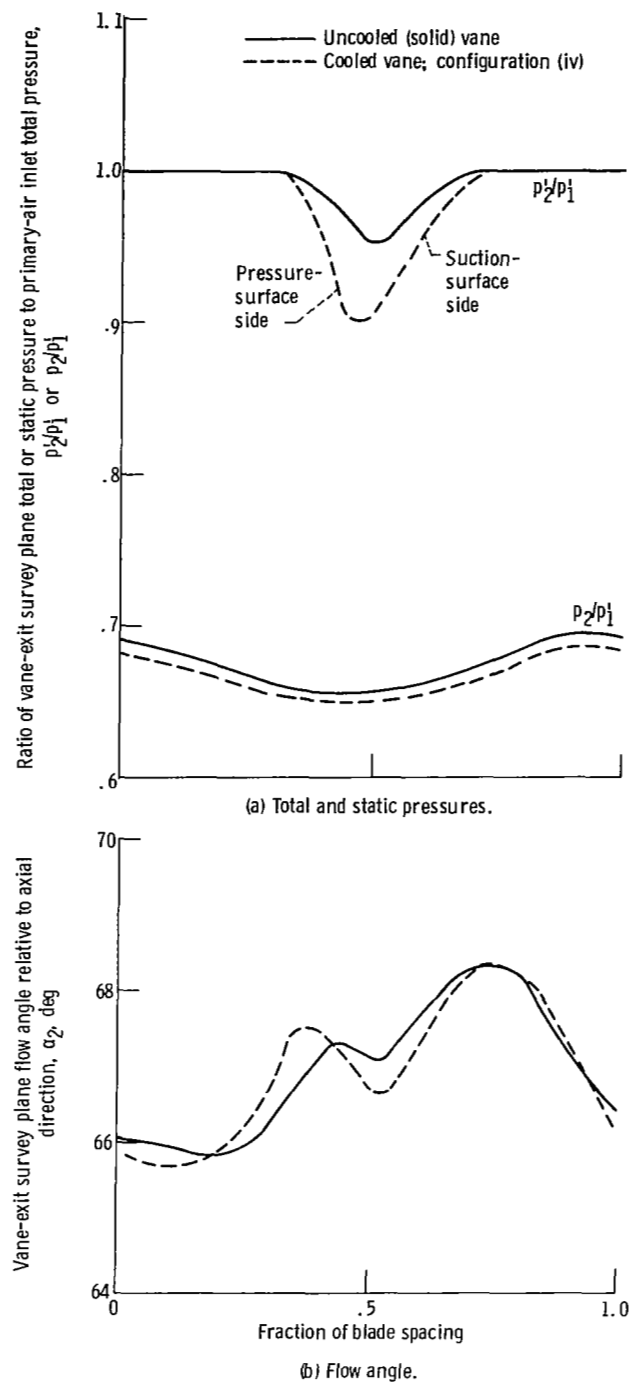 1.1
Uncooled (solid) vane
Cooled vane; configuration (iv)
1.0
p'2/p'1
Pressure-
surface
side
Suction-
surface
side
.9
.8
.7
p2/p'1
.6
Ratio of vane-exit survey plane total or static pressure to primary-air inlet total pressure,
p'2/p'1 or p2/p'1
(a) Total and static pressures.
70
68
66
64
0
.5
1.0
Vane-exit survey plane flow angle relative to axial
direction, α2, deg
Fraction of blade spacing
(b) Flow angle.